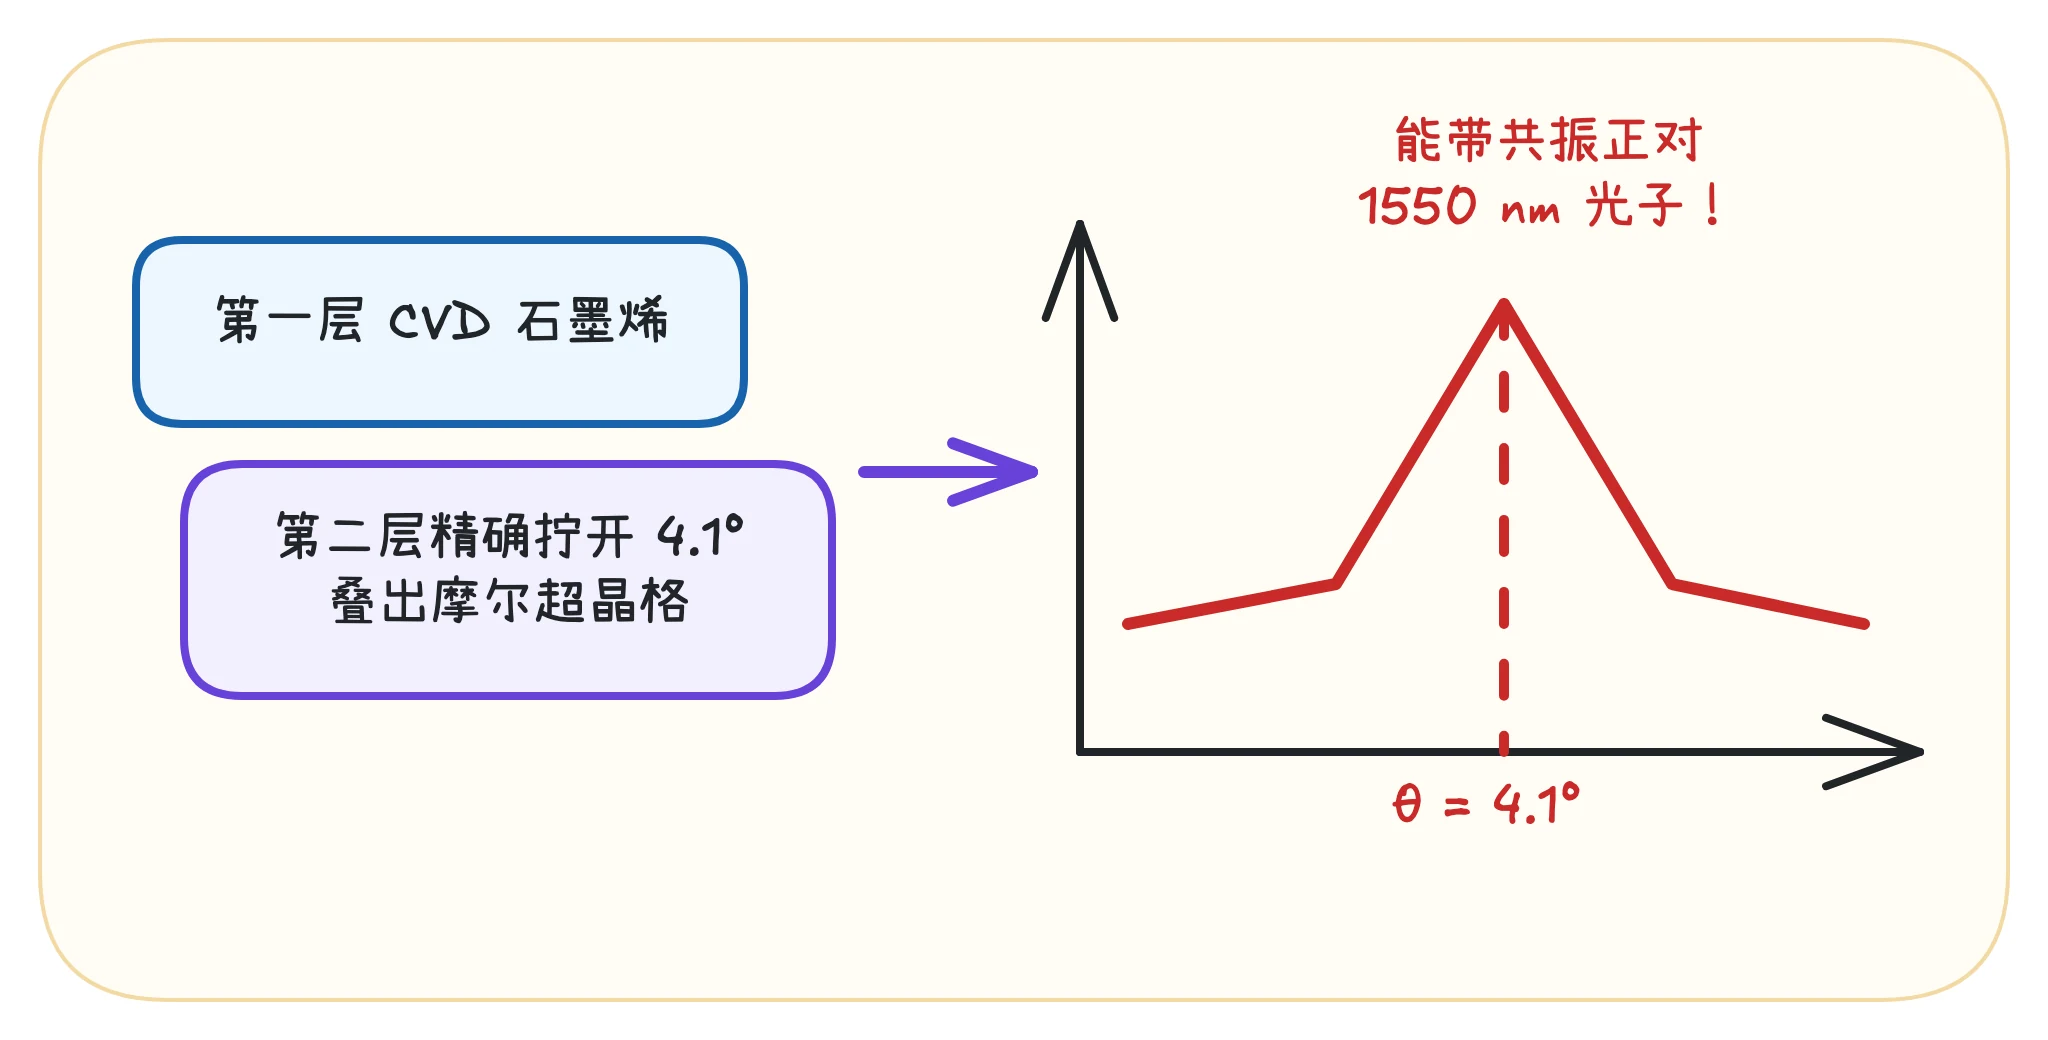 第一层 CVD 石墨烯
第二层精确拧开 4.1°
叠出摩尔超晶格
能带共振正对
1550 nm 光子！
θ = 4.1°